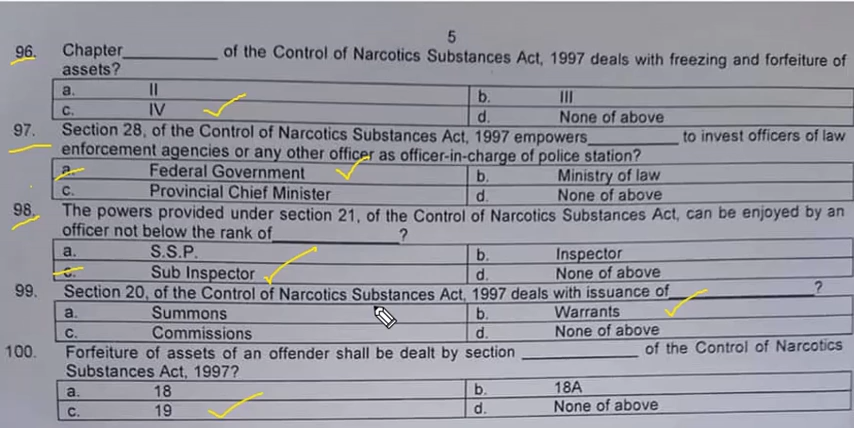 5
96. Chapter__________ of the Control of Narcotics Substances Act, 1997 deals with freezing and forfeiture of
assets?
a. II b. III
c. IV d. None of above
97. Section 28, of the Control of Narcotics Substances Act, 1997 empowers__________ to invest officers of law
enforcement agencies or any other officer as officer-in-charge of police station?
a. Federal Government b. Ministry of law
c. Provincial Chief Minister d. None of above
98. The powers provided under section 21, of the Control of Narcotics Substances Act, can be enjoyed by an
officer not below the rank of______________?
a. S.S.P. b. Inspector
c. Sub Inspector d. None of above
99. Section 20, of the Control of Narcotics Substances Act, 1997 deals with issuance of________________?
a. Summons b. Warrants
c. Commissions d. None of above
100. Forfeiture of assets of an offender shall be dealt by section ____________ of the Control of Narcotics
Substances Act, 1997?
a. 18 b. 18A
c. 19 d. None of above